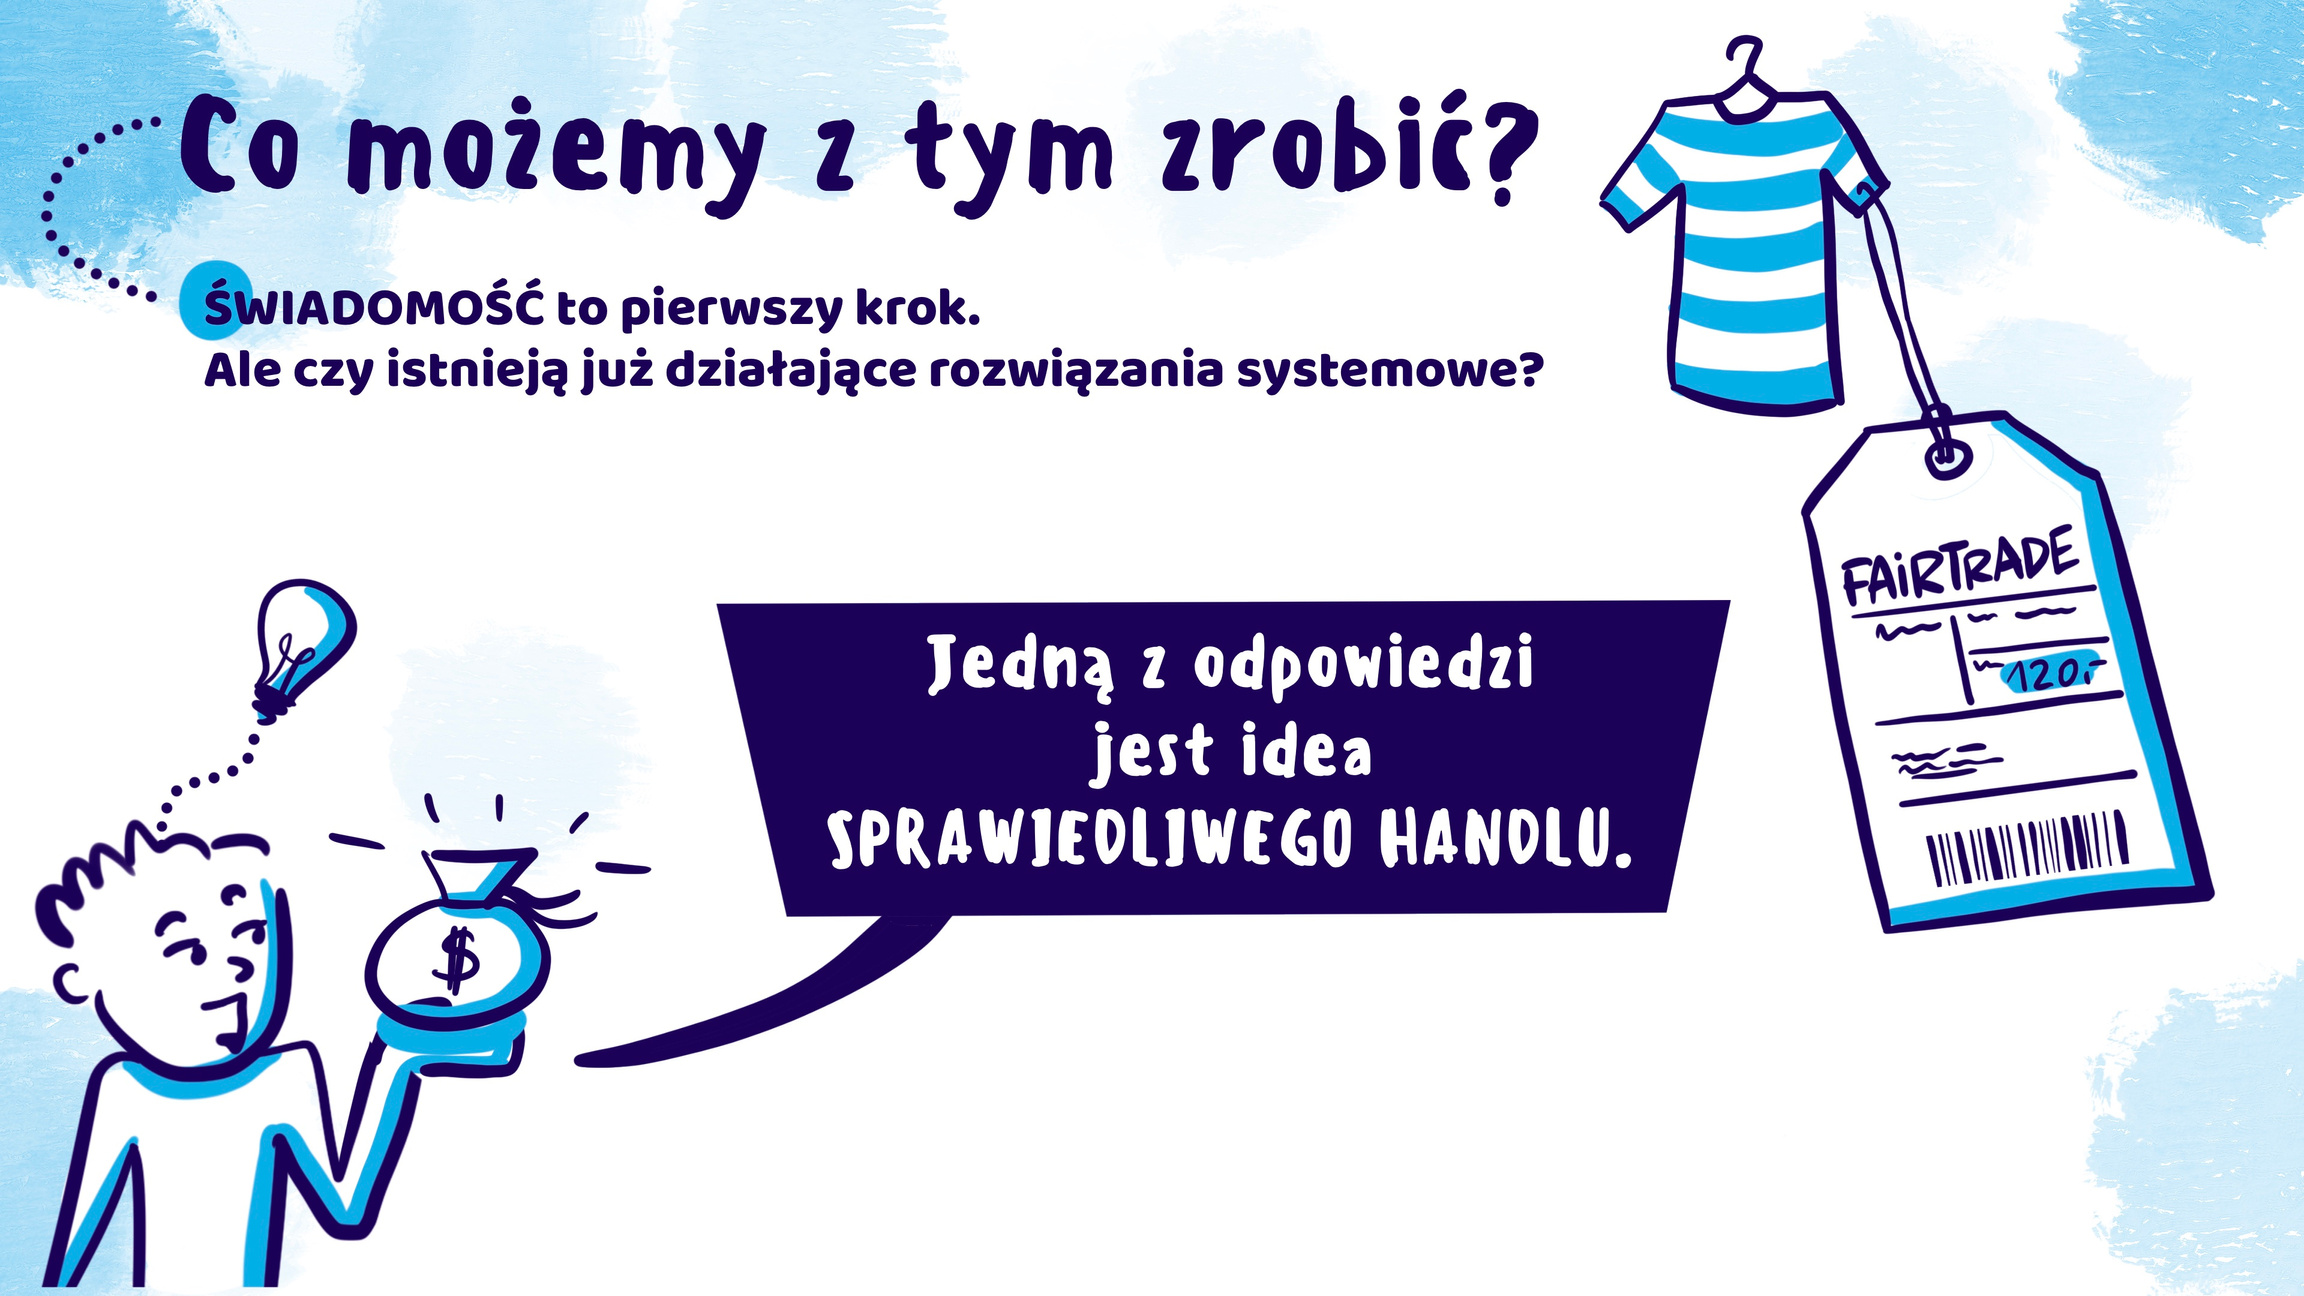 Co możemy z tym zrobić?
ŚWIADOMOŚĆ to pierwszy krok.
Ale czy istnieją już działające rozwiązania systemowe?
Jedną z odpowiedzi
jest idea
SPRAWIEDLIWEGO HANDLU.
FAiRTRADE
120,-
$